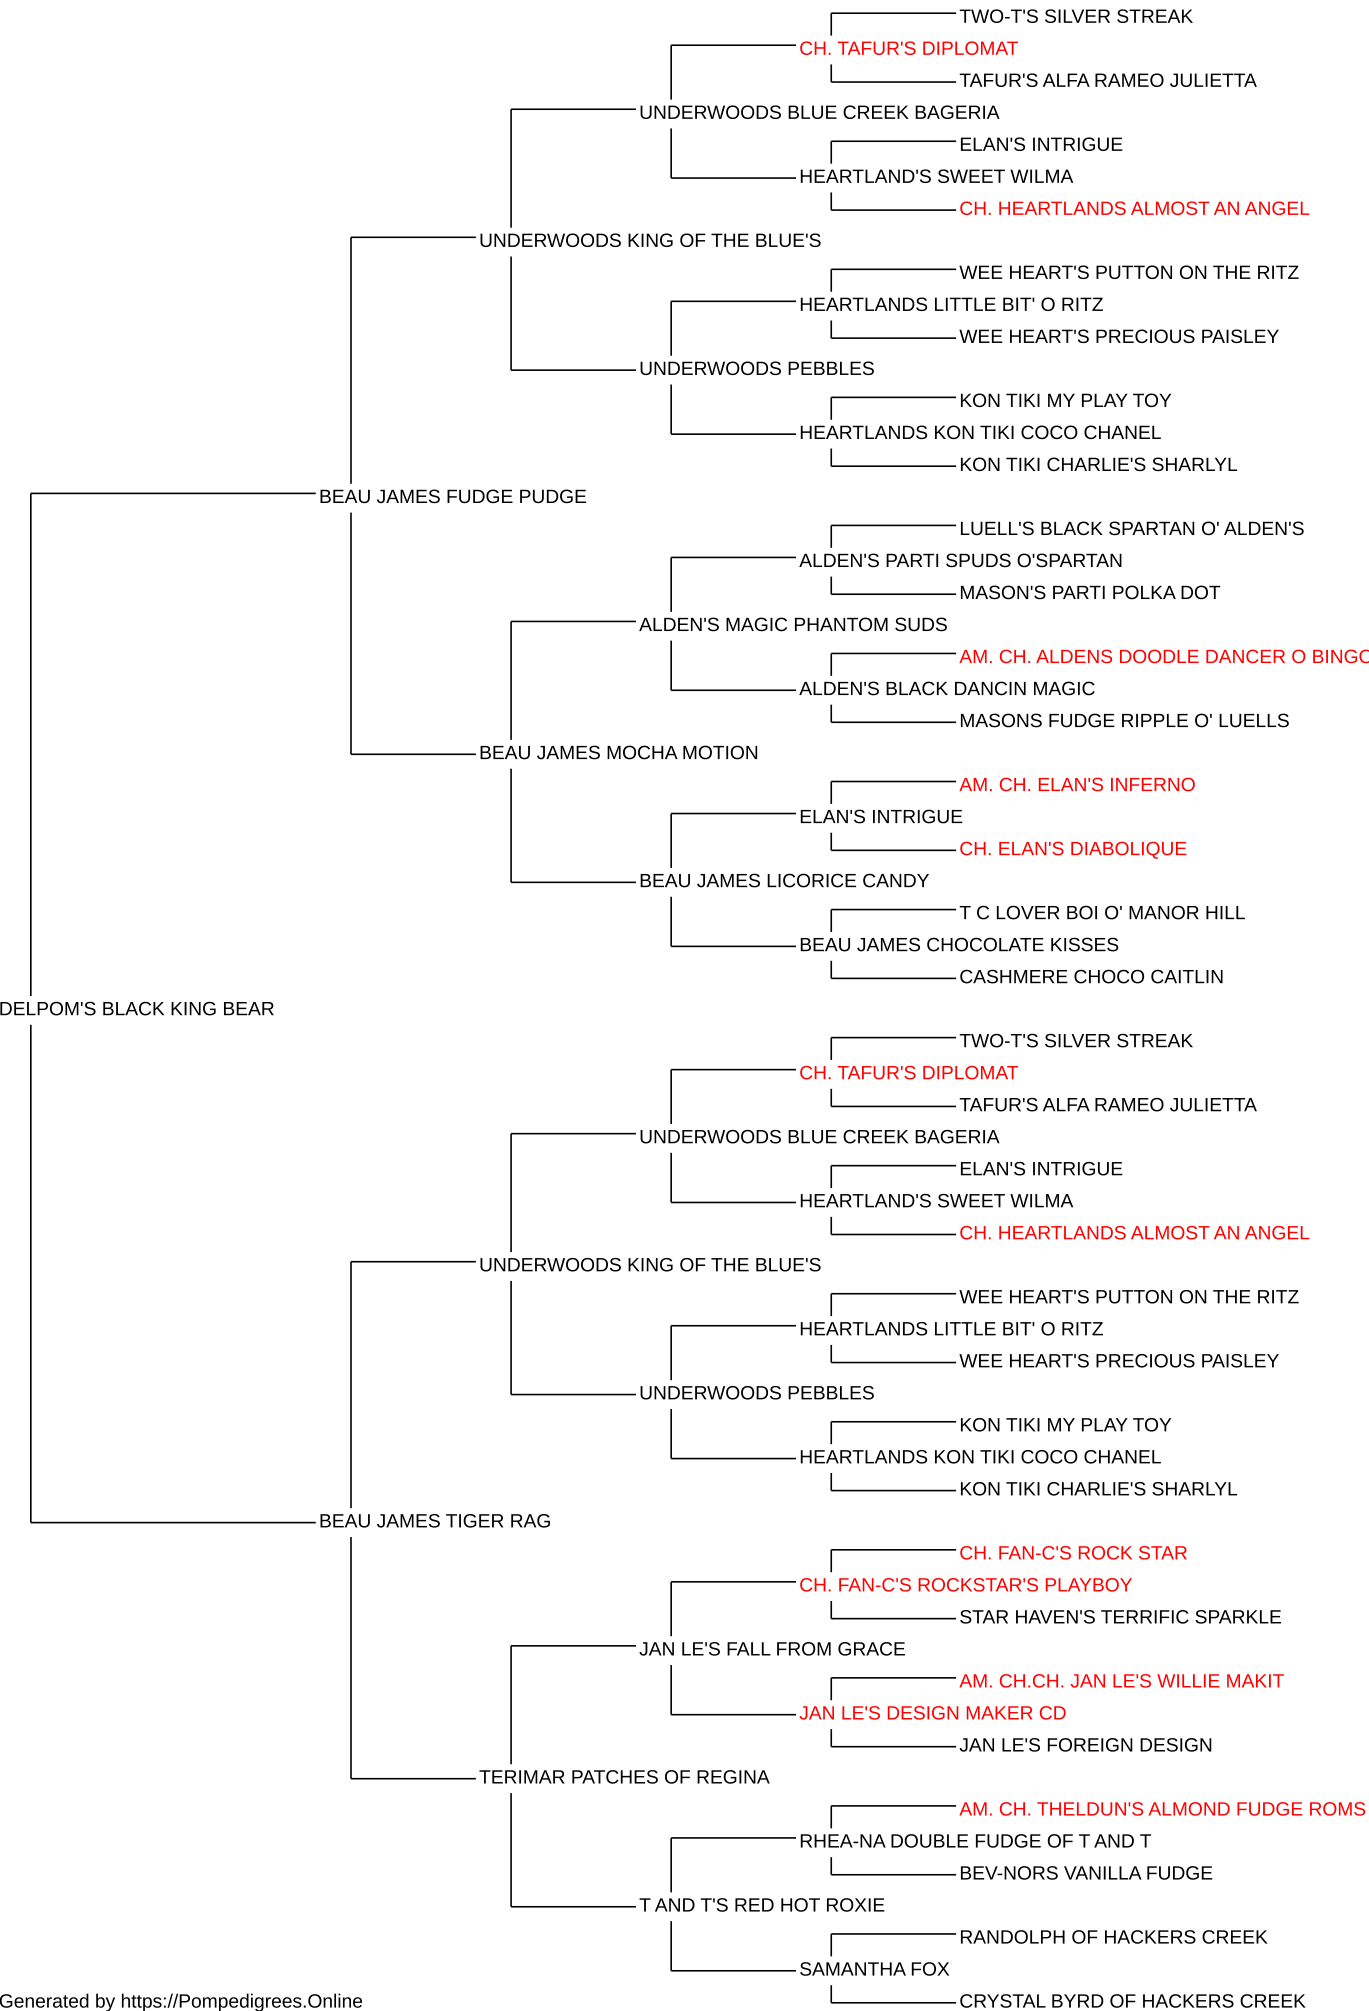 TWO-T'S SILVER STREAK
CH. TAFUR'S DIPLOMAT
TAFUR'S ALFA RAMEO JULIETTA
UNDERWOODS BLUE CREEK BAGERIA
ELAN'S INTRIGUE
HEARTLAND'S SWEET WILMA
CH. HEARTLANDS ALMOST AN ANGEL
UNDERWOODS KING OF THE BLUE'S
WEE HEART'S PUTTON ON THE RITZ
HEARTLANDS LITTLE BIT' O RITZ
WEE HEART'S PRECIOUS PAISLEY
UNDERWOODS PEBBLES
KON TIKI MY PLAY TOY
HEARTLANDS KON TIKI COCO CHANEL
KON TIKI CHARLIE'S SHARLYL
BEAU JAMES FUDGE PUDGE
LUELL'S BLACK SPARTAN O' ALDEN'S
ALDEN'S PARTI SPUDS O'SPARTAN
MASON'S PARTI POLKA DOT
ALDEN'S MAGIC PHANTOM SUDS
AM. CH. ALDENS DOODLE DANCER O BINGO
ALDEN'S BLACK DANCIN MAGIC
MASONS FUDGE RIPPLE O' LUELLS
BEAU JAMES MOCHA MOTION
AM. CH. ELAN'S INFERNO
ELAN'S INTRIGUE
CH. ELAN'S DIABOLIQUE
BEAU JAMES LICORICE CANDY
T C LOVER BOI O' MANOR HILL
BEAU JAMES CHOCOLATE KISSES
CASHMERE CHOCO CAITLIN
DELPOM'S BLACK KING BEAR
TWO-T'S SILVER STREAK
CH. TAFUR'S DIPLOMAT
TAFUR'S ALFA RAMEO JULIETTA
UNDERWOODS BLUE CREEK BAGERIA
ELAN'S INTRIGUE
HEARTLAND'S SWEET WILMA
CH. HEARTLANDS ALMOST AN ANGEL
UNDERWOODS KING OF THE BLUE'S
WEE HEART'S PUTTON ON THE RITZ
HEARTLANDS LITTLE BIT' O RITZ
WEE HEART'S PRECIOUS PAISLEY
UNDERWOODS PEBBLES
KON TIKI MY PLAY TOY
HEARTLANDS KON TIKI COCO CHANEL
KON TIKI CHARLIE'S SHARLYL
BEAU JAMES TIGER RAG
CH. FAN-C'S ROCK STAR
CH. FAN-C'S ROCKSTAR'S PLAYBOY
STAR HAVEN'S TERRIFIC SPARKLE
JAN LE'S FALL FROM GRACE
AM. CH.CH. JAN LE'S WILLIE MAKIT
JAN LE'S DESIGN MAKER CD
JAN LE'S FOREIGN DESIGN
TERIMAR PATCHES OF REGINA
AM. CH. THELDUN'S ALMOND FUDGE ROMS
RHEA-NA DOUBLE FUDGE OF T AND T
BEV-NORS VANILLA FUDGE
T AND T'S RED HOT ROXIE
RANDOLPH OF HACKERS CREEK
SAMANTHA FOX
CRYSTAL BYRD OF HACKERS CREEK
Generated by https://Pompedigrees.Online